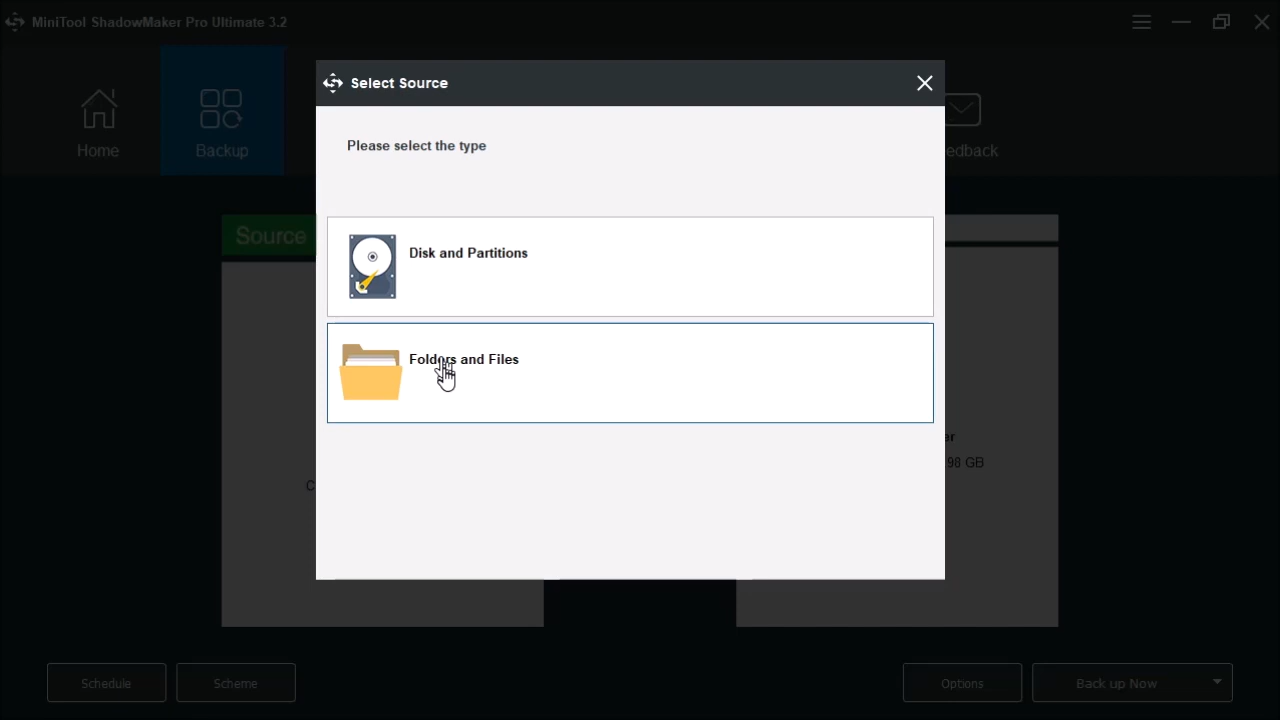 MiniTool ShadowMaker Pro Ultimate 3.2
Select Source
Home
Backup
edback
Please select the type
Source
Disk and Partitions
Folders and Files
er
98 GB
C
Schedule
Scheme
Options
Back up Now